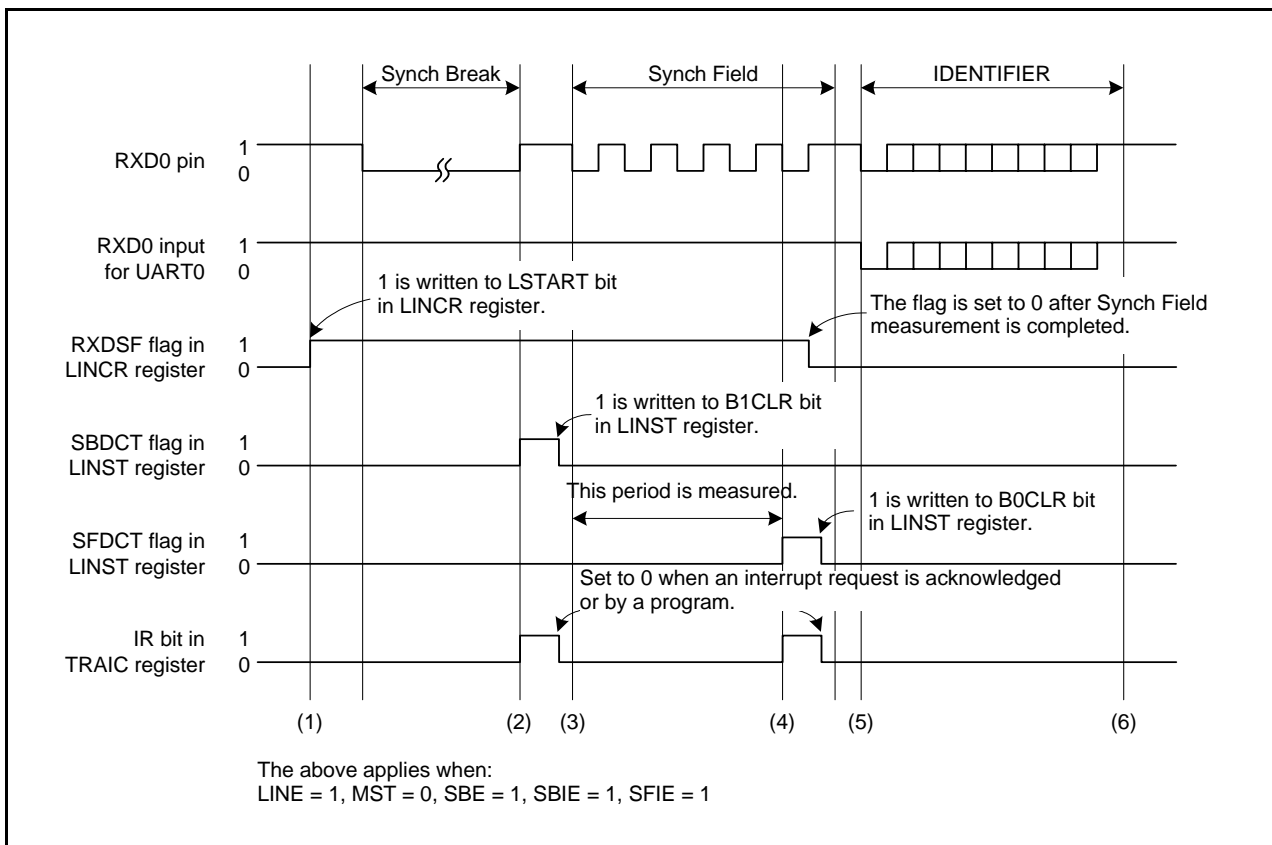 Synch Break
Synch Field
IDENTIFIER
RXD0 pin
1
0
RXD0 input
for UART0
1
0
1 is written to LSTART bit
in LINCR register.
The flag is set to 0 after Synch Field
measurement is completed.
RXDSF flag in
LINCR register
1
0
1 is written to B1CLR bit
in LINST register.
SBDCT flag in
LINST register
1
0
This period is measured.
1 is written to B0CLR bit
in LINST register.
SFDCT flag in
LINST register
1
0
Set to 0 when an interrupt request is acknowledged
or by a program.
IR bit in
TRAIC register
1
0
(1)
(2)
(3)
(4)
(5)
(6)
The above applies when:
LINE = 1, MST = 0, SBE = 1, SBIE = 1, SFIE = 1